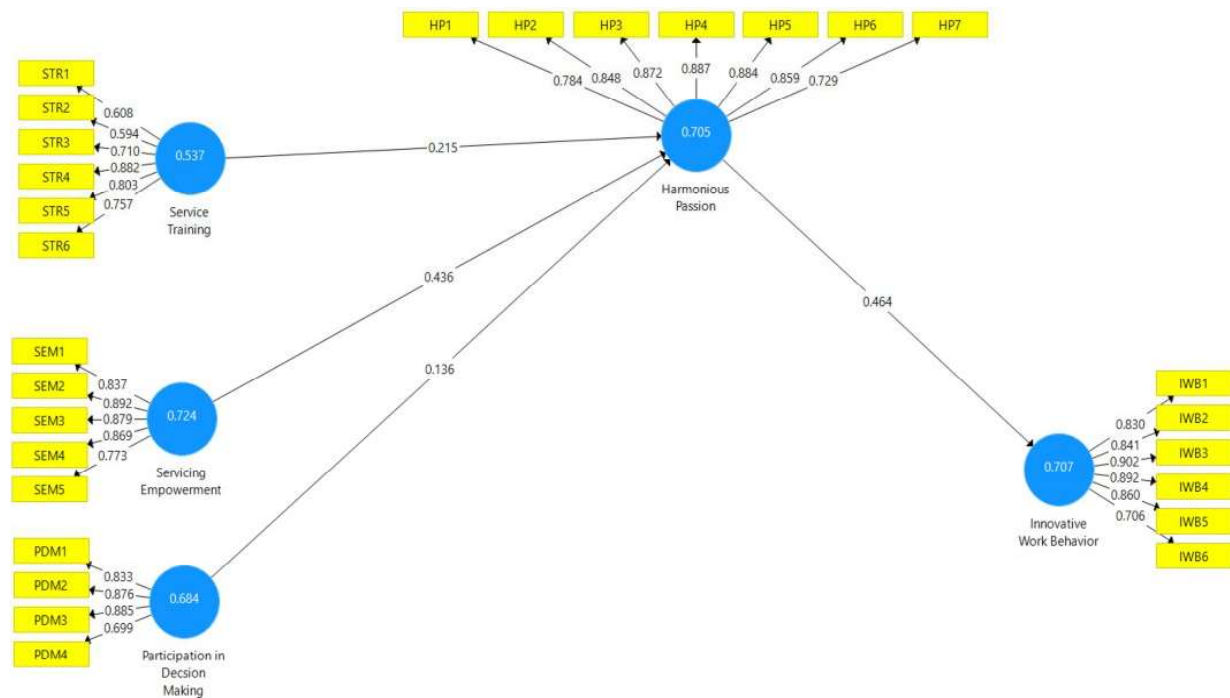 HP1
HP2
HP3
HP4
HP5
HP6
HP7
0.784
0.848
0.872
0.887
0.884
0.859
0.729
0.705
Harmonious
Passion
STR1
STR2
STR3
STR4
STR5
STR6
0.608
0.594
0.710
0.882
0.803
0.757
0.537
Service
Training
0.215
0.436
0.136
0.464
SEM1
SEM2
SEM3
SEM4
SEM5
0.837
0.892
0.879
0.869
0.773
0.724
Servicing
Empowerment
PDM1
PDM2
PDM3
PDM4
0.833
0.876
0.885
0.699
0.684
Participation in
Decsion
Making
0.707
Innovative
Work Behavior
0.830
0.841
0.902
0.892
0.860
0.706
IWB1
IWB2
IWB3
IWB4
IWB5
IWB6